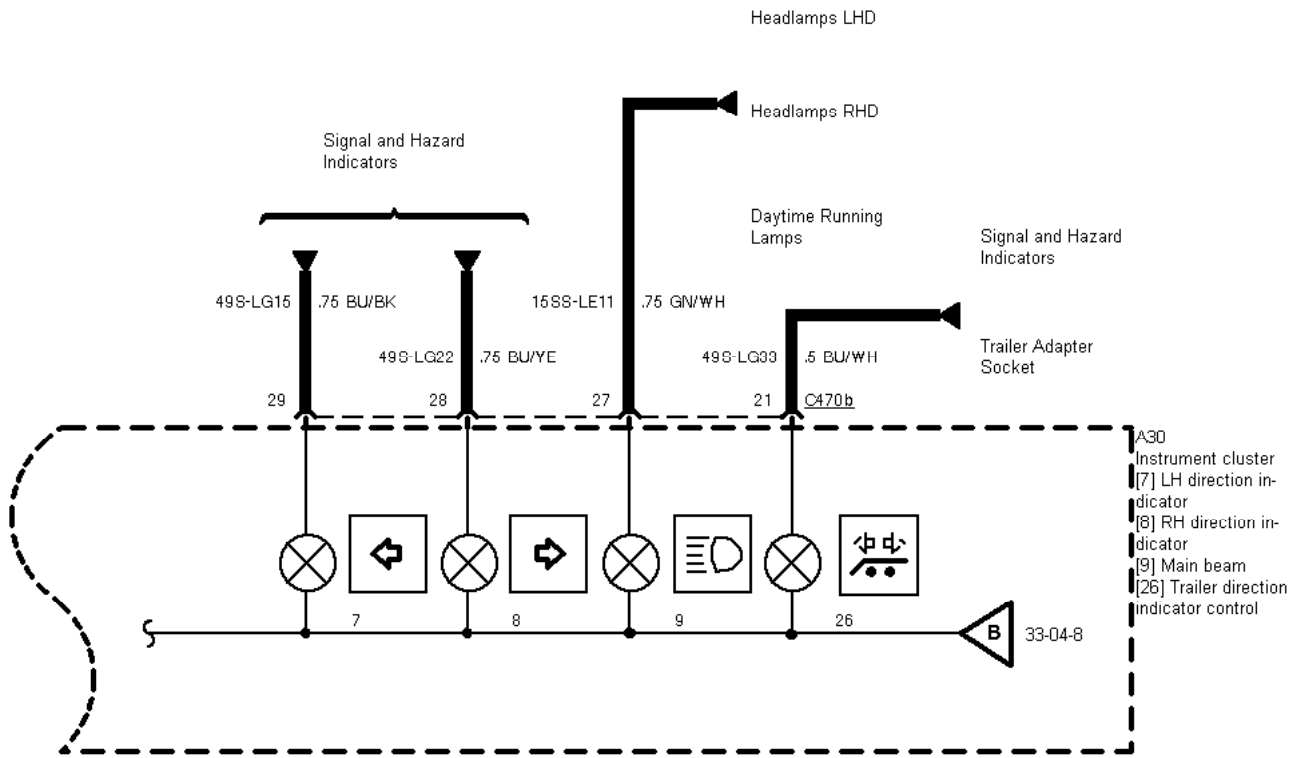 Headlamps LHD
Headlamps RHD
Signal and Hazard
Indicators
Daytime Running
Lamps
Signal and Hazard
Indicators
49S-LG15 .75 BU/BK
15SS-LE11 .75 GN/WH
49S-LG22 .75 BU/YE
49S-LG33 .5 BU/WH
Trailer Adapter
Socket
29 28 27 21 C470b
A30
Instrument cluster
[7] LH direction in-
dicator
[8] RH direction in-
dicator
[9] Main beam
[26] Trailer direction
indicator control
7 8 9 26
B 33-04-8